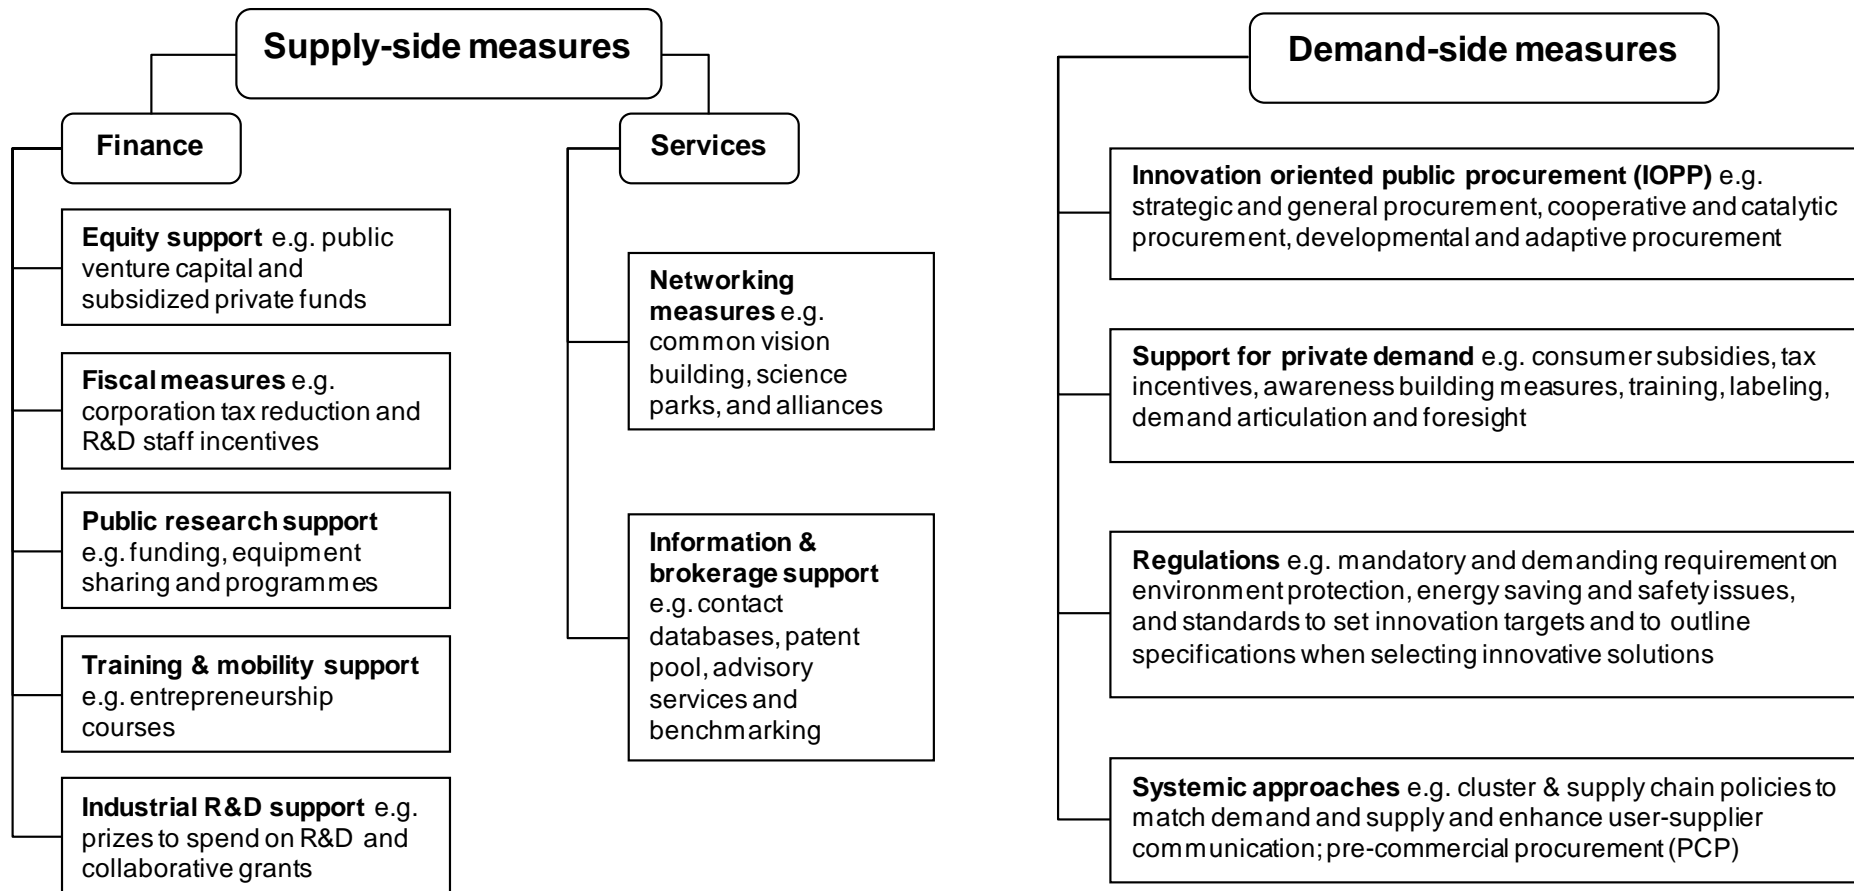 Supply-side measures
Finance
Equity support e.g. public
venture capital and
subsidized private funds
Fiscal measures e.g.
corporation tax reduction and
R&D staff incentives
Public research support
e.g. funding, equipment
sharing and programmes
Training & mobility support
e.g. entrepreneurship
courses
Industrial R&D support e.g.
prizes to spend on R&D and
collaborative grants
Services
Networking
measures e.g.
common vision
building, science
parks, and alliances
Information &
brokerage support
e.g. contact
databases, patent
pool, advisory
services and
benchmarking
Demand-side measures
Innovation oriented public procurement (IOPP) e.g.
strategic and general procurement, cooperative and catalytic
procurement, developmental and adaptive procurement
Support for private demand e.g. consumer subsidies, tax
incentives, awareness building measures, training, labeling,
demand articulation and foresight
Regulations e.g. mandatory and demanding requirement on
environment protection, energy saving and safety issues,
and standards to set innovation targets and to outline
specifications when selecting innovative solutions
Systemic approaches e.g. cluster & supply chain policies to
match demand and supply and enhance user-supplier
communication; pre-commercial procurement (PCP)